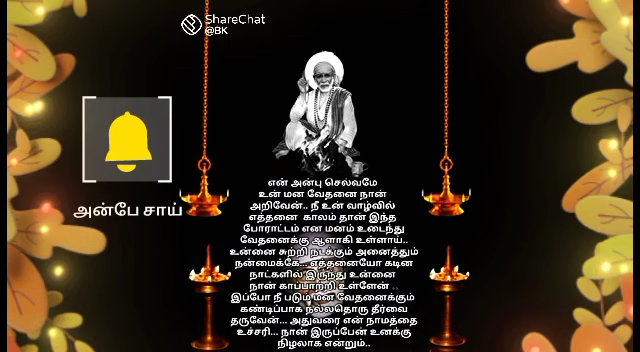 ShareChat
@BK
அன்பே சாய்
என் அன்பு செல்வமே
உன் மன வேதனை நான்
அறிவேன்.. நீ உன் வாழ்வில்
எத்தனை காலம் தான் இந்த
போராட்டம் என மனம் உடைந்து
வேதனைக்கு ஆளாகி உள்ளாய்..
உன்னை சுற்றி நடக்கும் அனைத்தும்
நன்மைக்கே... எத்தனையோ கடின
நாட்களில் இருந்து உன்னை
நான் காப்பாற்றி உள்ளேன் ..
இப்போ நீ படும் மன வேதனைக்கும்
கண்டிப்பாக நல்லதொரு தீர்வை
தருவேன்... அதுவரை என் நாமத்தை
உச்சரி... நான் இருப்பேன் உனக்கு
நிழலாக என்றும்..